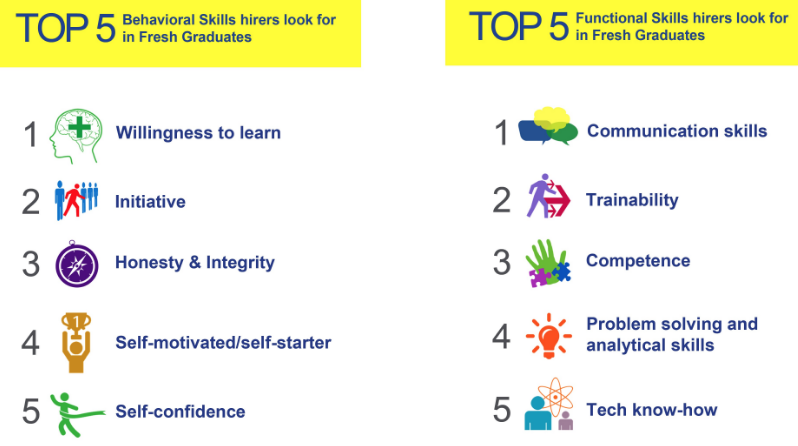 TOP 5 Behavioral Skills hirers look for
in Fresh Graduates
1 Willingness to learn
2 Initiative
3 Honesty & Integrity
4 1 Self-motivated/self-starter
5 Self-confidence
TOP 5 Functional Skills hirers look for
in Fresh Graduates
1 Communication skills
2 Trainability
3 Competence
4 Problem solving and
analytical skills
5 Tech know-how